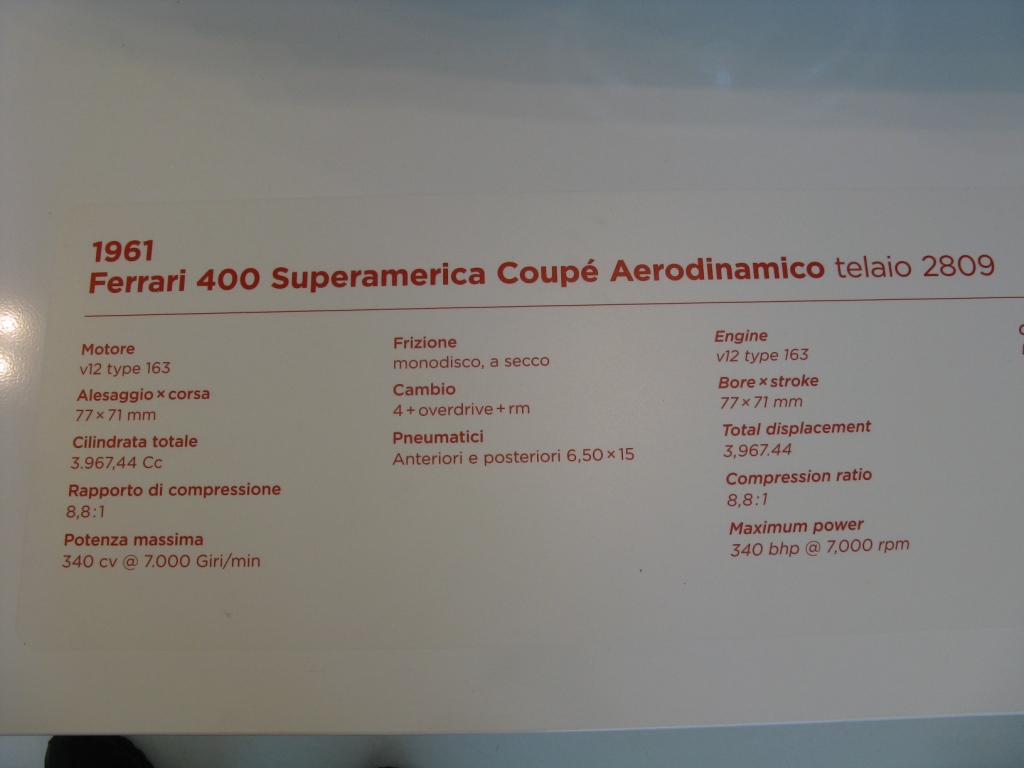 1961
Ferrari 400 Superamerica Coupé Aerodinamico telaio 2809
Motore
v12 type 163
Alesaggio × corsa
77 × 71 mm
Cilindrata totale
3.967,44 Cc
Rapporto di compressione
8,8:1
Potenza massima
340 cv @ 7.000 Giri/min
Frizione
monodisco, a secco
Cambio
4 + overdrive + rm
Pneumatici
Anteriori e posteriori 6,50 × 15
Engine
v12 type 163
Bore × stroke
77 × 71 mm
Total displacement
3,967.44
Compression ratio
8,8:1
Maximum power
340 bhp @ 7,000 rpm